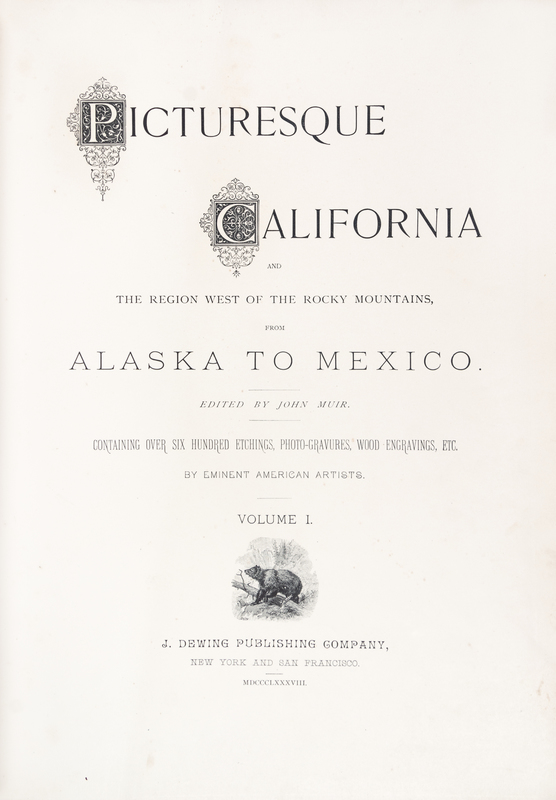 PICTURESQUE
CALIFORNIA
AND
THE REGION WEST OF THE ROCKY MOUNTAINS,
FROM
ALASKA TO MEXICO.
EDITED BY JOHN MUIR.
CONTAINING OVER SIX HUNDRED ETCHINGS, PHOTO-GRAVURES, WOOD ENGRAVINGS, ETC.
BY EMINENT AMERICAN ARTISTS.
VOLUME I.
J. DEWING PUBLISHING COMPANY,
NEW YORK AND SAN FRANCISCO.
MDCCCLXXXVIII.